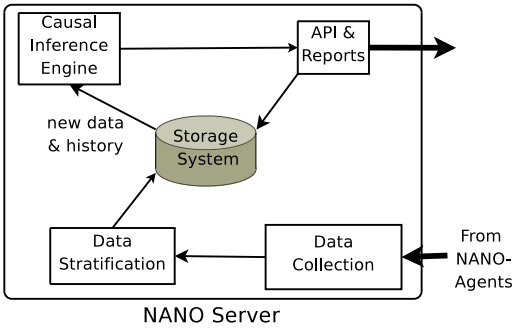 Causal
Inference
Engine
API &
Reports
new data
& history
Storage
System
Data
Stratification
Data
Collection
From
NANO-
Agents
NANO Server